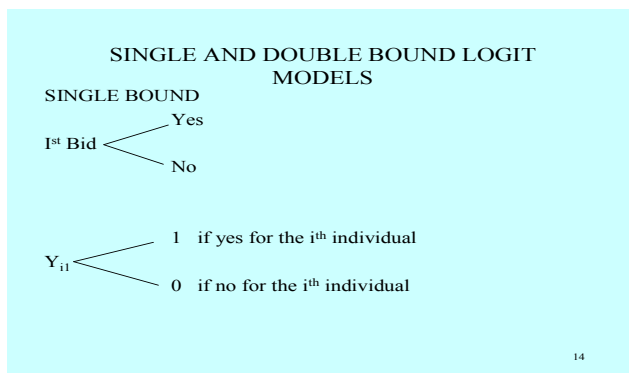 SINGLE AND DOUBLE BOUND LOGIT
MODELS
SINGLE BOUND
Yes
Iˢᵗ Bid
No
1 if yes for the iᵗʰ individual
Yᵢ₁
0 if no for the iᵗʰ individual
14